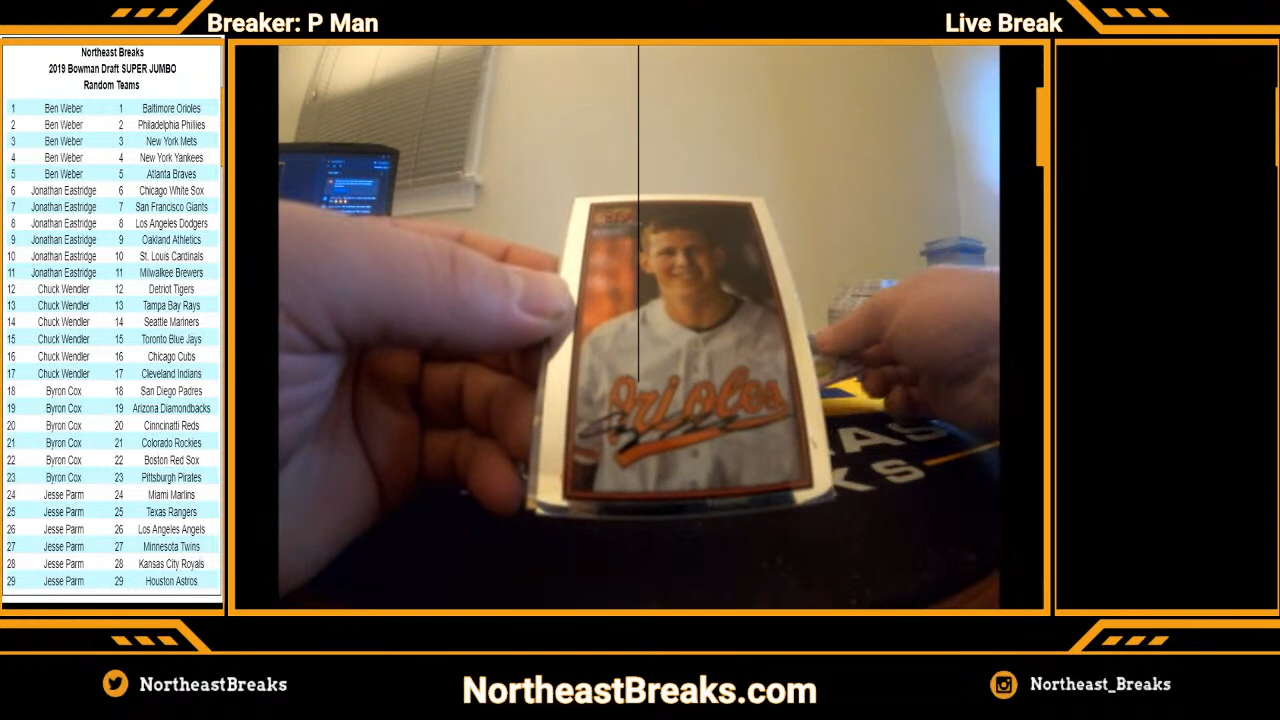 Breaker: P Man
Live Break
Northeast Breaks
2019 Bowman Draft SUPER JUMBO
Random Teams
1 Ben Weber 1 Baltimore Orioles
2 Ben Weber 2 Philadelphia Phillies
3 Ben Weber 3 New York Mets
4 Ben Weber 4 New York Yankees
5 Ben Weber 5 Atlanta Braves
6 Jonathan Eastridge 6 Chicago White Sox
7 Jonathan Eastridge 7 San Francisco Giants
8 Jonathan Eastridge 8 Los Angeles Dodgers
9 Jonathan Eastridge 9 Oakland Athletics
10 Jonathan Eastridge 10 St. Louis Cardinals
11 Jonathan Eastridge 11 Milwalkee Brewers
12 Chuck Wendler 12 Detriot Tigers
13 Chuck Wendler 13 Tampa Bay Rays
14 Chuck Wendler 14 Seattle Mariners
15 Chuck Wendler 15 Toronto Blue Jays
16 Chuck Wendler 16 Chicago Cubs
17 Chuck Wendler 17 Cleveland Indians
18 Byron Cox 18 San Diego Padres
19 Byron Cox 19 Arizona Diamondbacks
20 Byron Cox 20 Cinncinatti Reds
21 Byron Cox 21 Colorado Rockies
22 Byron Cox 22 Boston Red Sox
23 Byron Cox 23 Pittsburgh Pirates
24 Jesse Parm 24 Miami Marlins
25 Jesse Parm 25 Texas Rangers
26 Jesse Parm 26 Los Angeles Angels
27 Jesse Parm 27 Minnesota Twins
28 Jesse Parm 28 Kansas City Royals
29 Jesse Parm 29 Houston Astros
Orioles
NortheastBreaks
NortheastBreaks.com
Northeast_Breaks